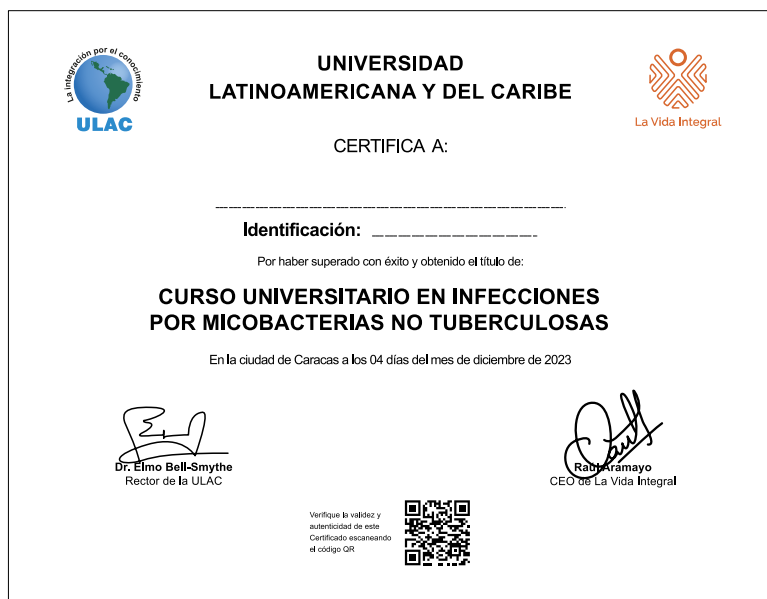 La integración por el conocimiento
ULAC
UNIVERSIDAD
LATINOAMERICANA Y DEL CARIBE
La Vida Integral
CERTIFICA A:
Identificación:
Por haber superado con éxito y obtenido el título de:
CURSO UNIVERSITARIO EN INFECCIONES
POR MICOBACTERIAS NO TUBERCULOSAS
En la ciudad de Caracas a los 04 días del mes de diciembre de 2023
Dr. Elmo Bell-Smythe
Rector de la ULAC
Raúl Aramayo
CEO de La Vida Integral
Verifique la validez y
autenticidad de este
Certificado escaneando
el código QR